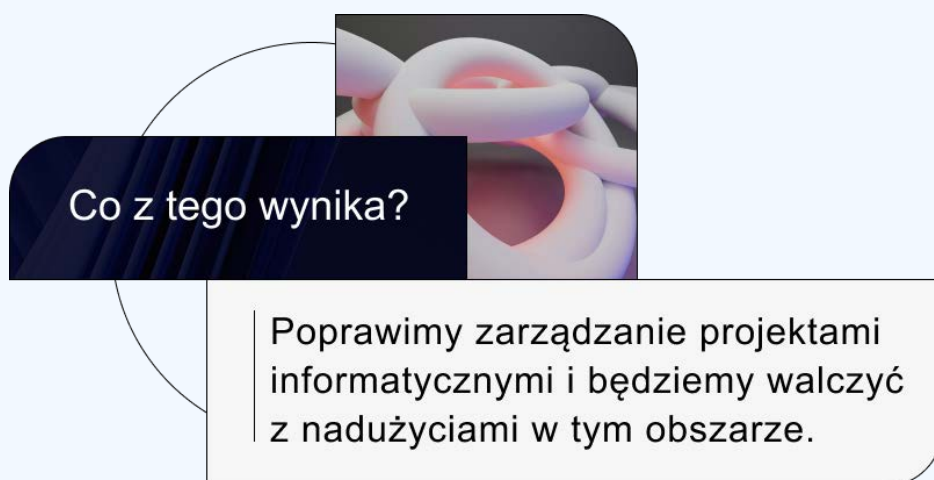 Co z tego wynika?
Poprawimy zarządzanie projektami
informatycznymi i będziemy walczyć
z nadużyciami w tym obszarze.